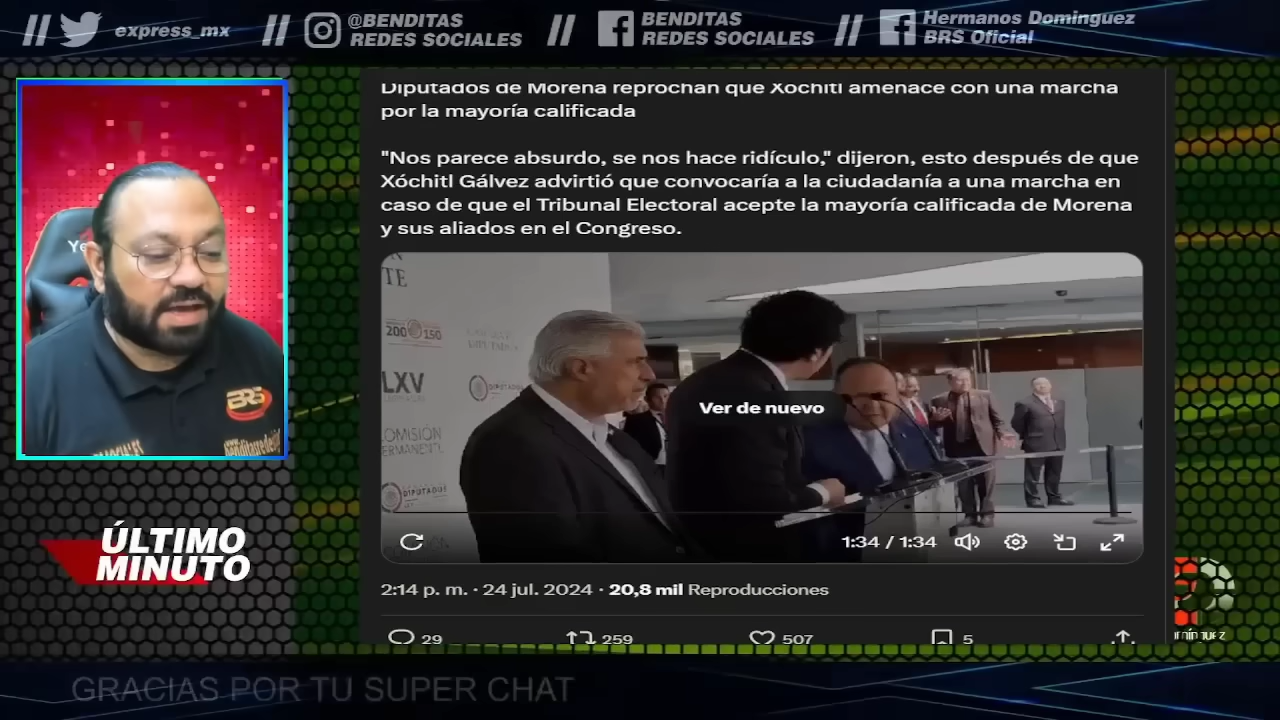 express_mx
@BENDITAS
REDES SOCIALES
BENDITAS
REDES SOCIALES
Hermanos Dominguez
BRS Oficial
Diputados de Morena reprochan que Xóchitl amenace con una marcha
por la mayoría calificada
"Nos parece absurdo, se nos hace ridículo," dijeron, esto después de que
Xóchitl Gálvez advirtió que convocaría a la ciudadanía a una marcha en
caso de que el Tribunal Electoral acepte la mayoría calificada de Morena
y sus aliados en el Congreso.
Ye
BRS
200 150
LXV
COMISIÓN
PERMANENTE
Ver de nuevo
1:34 / 1:34
ÚLTIMO
MINUTO
2:14 p. m. · 24 jul. 2024 · 20,8 mil Reproducciones
29
259
507
5
GRACIAS POR TU SUPER CHAT